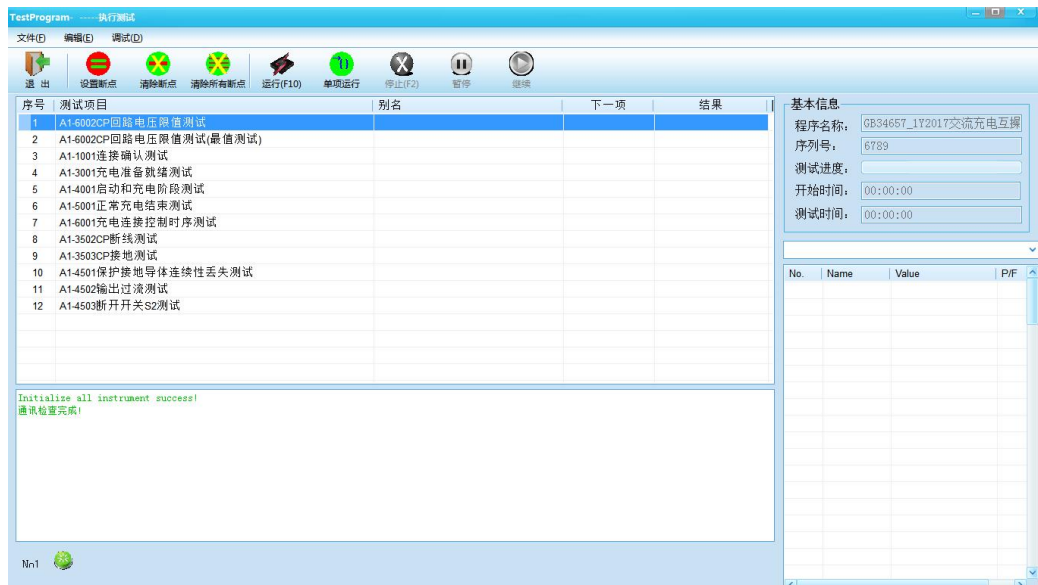 TestProgram- -----执行测试
文件(F) 编辑(E) 调试(D)
退出 设置断点 清除断点 清除所有断点 运行(F10) 单项运行 停止(F2) 暂停 继续
序号 测试项目 别名 下一项 结果
1 A1-6002CP回路电压限值测试
2 A1-6002CP回路电压限值测试(最值测试)
3 A1-1001连接确认测试
4 A1-3001充电准备就绪测试
5 A1-4001启动和充电阶段测试
6 A1-5001正常充电结束测试
7 A1-6001充电连接控制时序测试
8 A1-3502CP断线测试
9 A1-3503CP接地测试
10 A1-4501保护接地导体连续性丢失测试
11 A1-4502输出过流测试
12 A1-4503断开开关S2测试
Initialize all instrument success!
通讯检查完成!
No1
基本信息
程序名称: GB34657_1Y2017交流充电互操
序列号: 6789
测试进度:
开始时间: 00:00:00
测试时间: 00:00:00
No. Name Value P/F